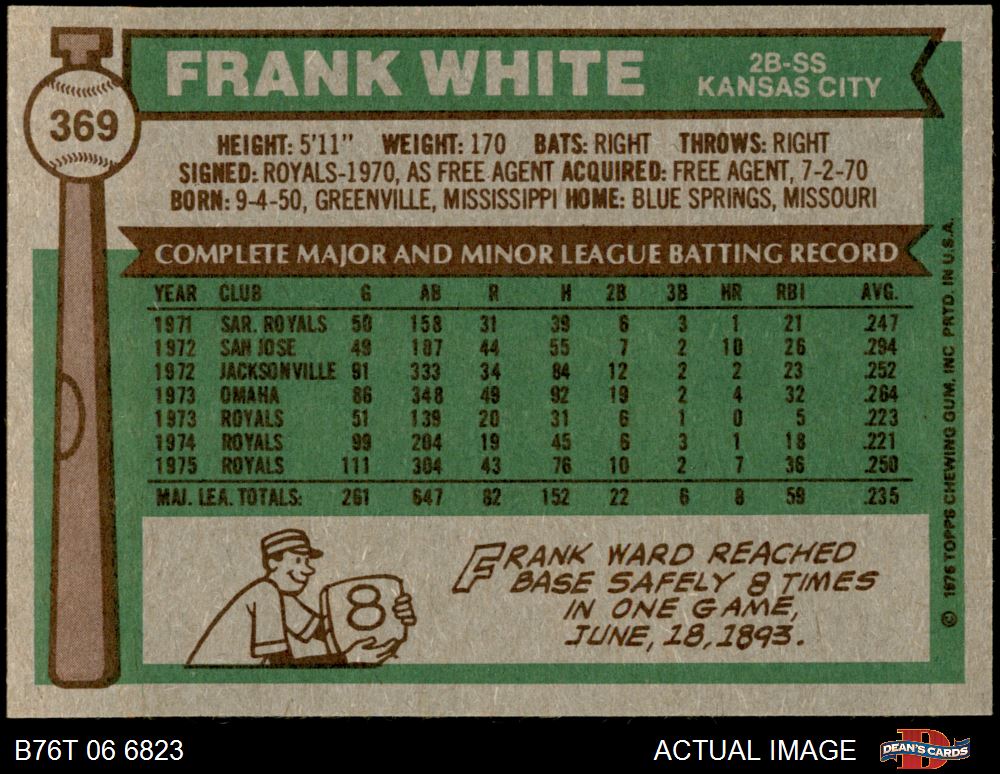 FRANK WHITE
2B-SS
KANSAS CITY
369
HEIGHT: 5'11" WEIGHT: 170 BATS: RIGHT THROWS: RIGHT
SIGNED: ROYALS-1970, AS FREE AGENT ACQUIRED: FREE AGENT, 7-2-70
BORN: 9-4-50, GREENVILLE, MISSISSIPPI HOME: BLUE SPRINGS, MISSOURI
COMPLETE MAJOR AND MINOR LEAGUE BATTING RECORD
YEAR CLUB G AB R H 2B 3B HR RBI AVG.
1971 SAR. ROYALS 50 158 31 39 6 3 1 21 .247
1972 SAN JOSE 49 187 44 55 7 2 10 26 .294
1972 JACKSONVILLE 91 333 34 84 12 2 2 23 .252
1973 OMAHA 86 348 49 92 19 2 4 32 .264
1973 ROYALS 51 139 20 31 6 1 0 5 .223
1974 ROYALS 99 204 19 45 6 3 1 18 .221
1975 ROYALS 111 304 43 76 10 2 7 36 .250
MAJ. LEA. TOTALS: 261 647 82 152 22 6 8 59 .235
8
FRANK WARD REACHED
BASE SAFELY 8 TIMES
IN ONE GAME,
JUNE, 18, 1893.
© 1976 TOPPS CHEWING GUM, INC. PRTD. IN U.S.A.
B76T 06 6823
ACTUAL IMAGE
DEAN'S CARDS